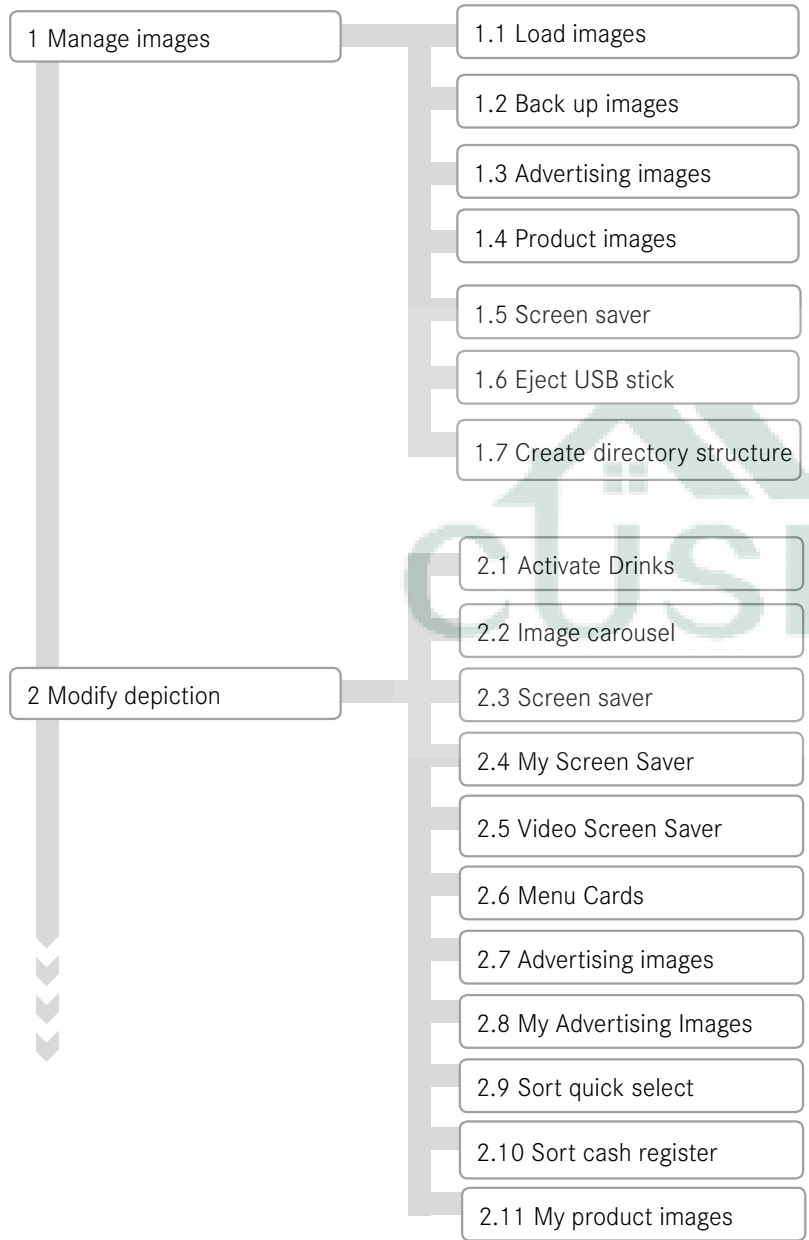 1 Manage images
1.1 Load images
1.2 Back up images
1.3 Advertising images
1.4 Product images
1.5 Screen saver
1.6 Eject USB stick
1.7 Create directory structure
2 Modify depiction
2.1 Activate Drinks
2.2 Image carousel
2.3 Screen saver
2.4 My Screen Saver
2.5 Video Screen Saver
2.6 Menu Cards
2.7 Advertising images
2.8 My Advertising Images
2.9 Sort quick select
2.10 Sort cash register
2.11 My product images